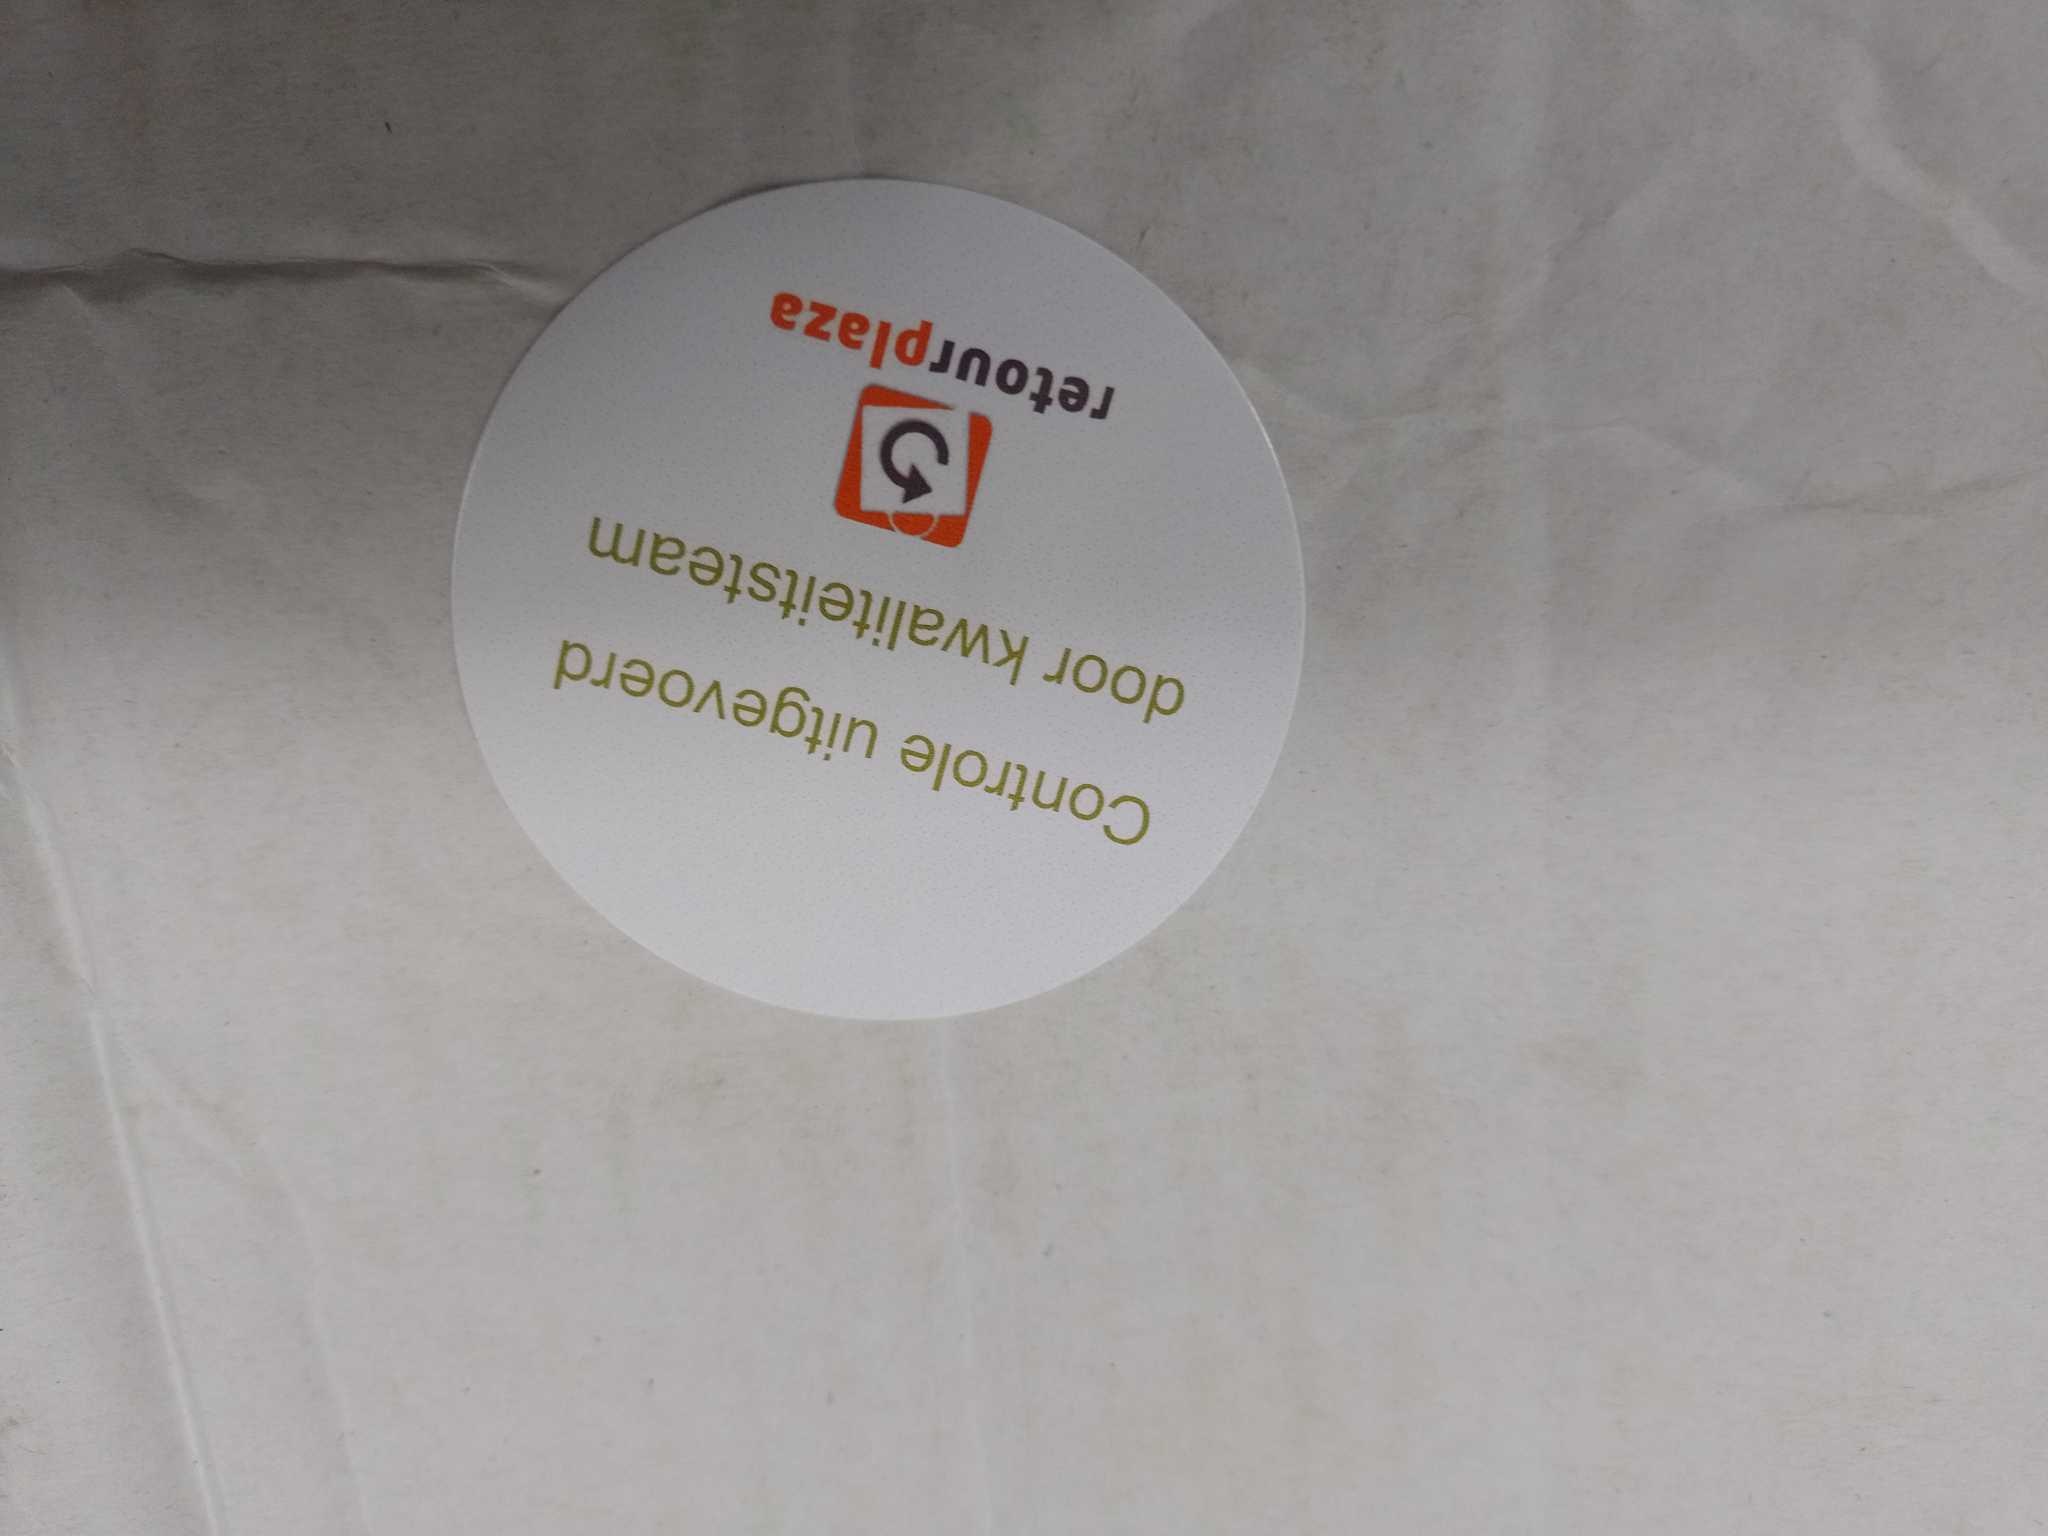 Controle uitgevoerd
door kwaliteitsteam
retourplaza